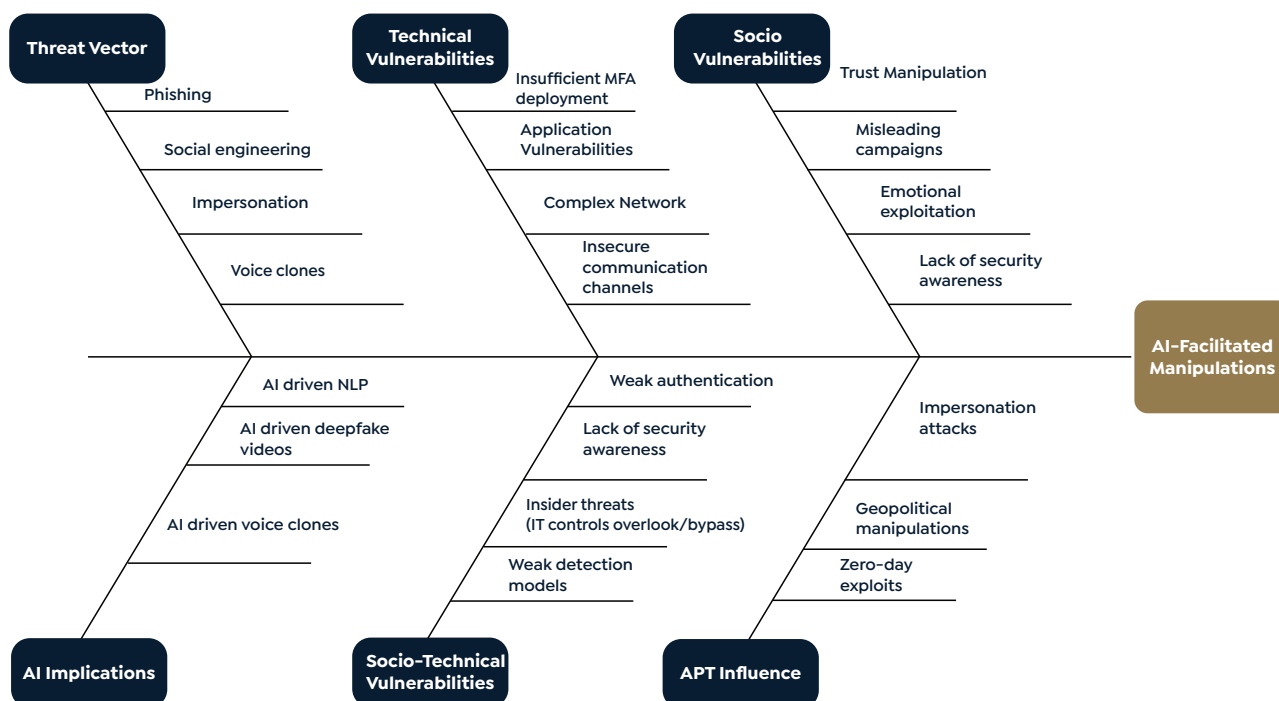 Threat Vector
Phishing
Social engineering
Impersonation
Voice clones
Technical
Vulnerabilities
Insufficient MFA
deployment
Application
Vulnerabilities
Complex Network
Insecure
communication
channels
Socio
Vulnerabilities
Trust Manipulation
Misleading
campaigns
Emotional
exploitation
Lack of security
awareness
AI-Facilitated
Manipulations
AI driven NLP
AI driven deepfake
videos
AI driven voice clones
AI Implications
Weak authentication
Lack of security
awareness
Insider threats
(IT controls overlook/bypass)
Weak detection
models
Socio-Technical
Vulnerabilities
Impersonation
attacks
Geopolitical
manipulations
Zero-day
exploits
APT Influence